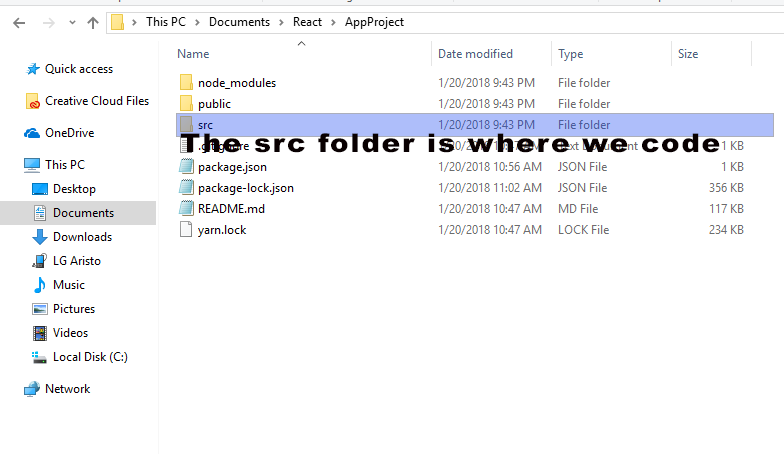 This PC > Documents > React > AppProject
Name Date modified Type Size
Quick access
Creative Cloud Files
OneDrive
This PC
Desktop
Documents
Downloads
LG Aristo
Music
Pictures
Videos
Local Disk (C:)
Network
node_modules 1/20/2018 9:43 PM File folder
public 1/20/2018 9:43 PM File folder
src 1/20/2018 9:43 PM File folder
The src folder is where we code
.gitignore Text Document 1 KB
package.json 1/20/2018 10:56 AM JSON File 1 KB
package-lock.json 1/20/2018 11:02 AM JSON File 356 KB
README.md 1/20/2018 10:47 AM MD File 117 KB
yarn.lock 1/20/2018 10:47 AM LOCK File 234 KB